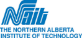 Nait
THE NORTHERN ALBERTA
INSTITUTE OF TECHNOLOGY